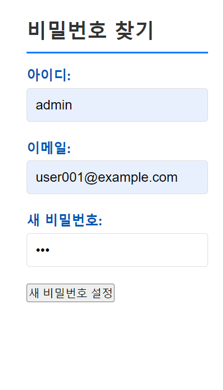 비밀번호 찾기
아이디:
admin
이메일:
user001@example.com
새 비밀번호:
•••
새 비밀번호 설정